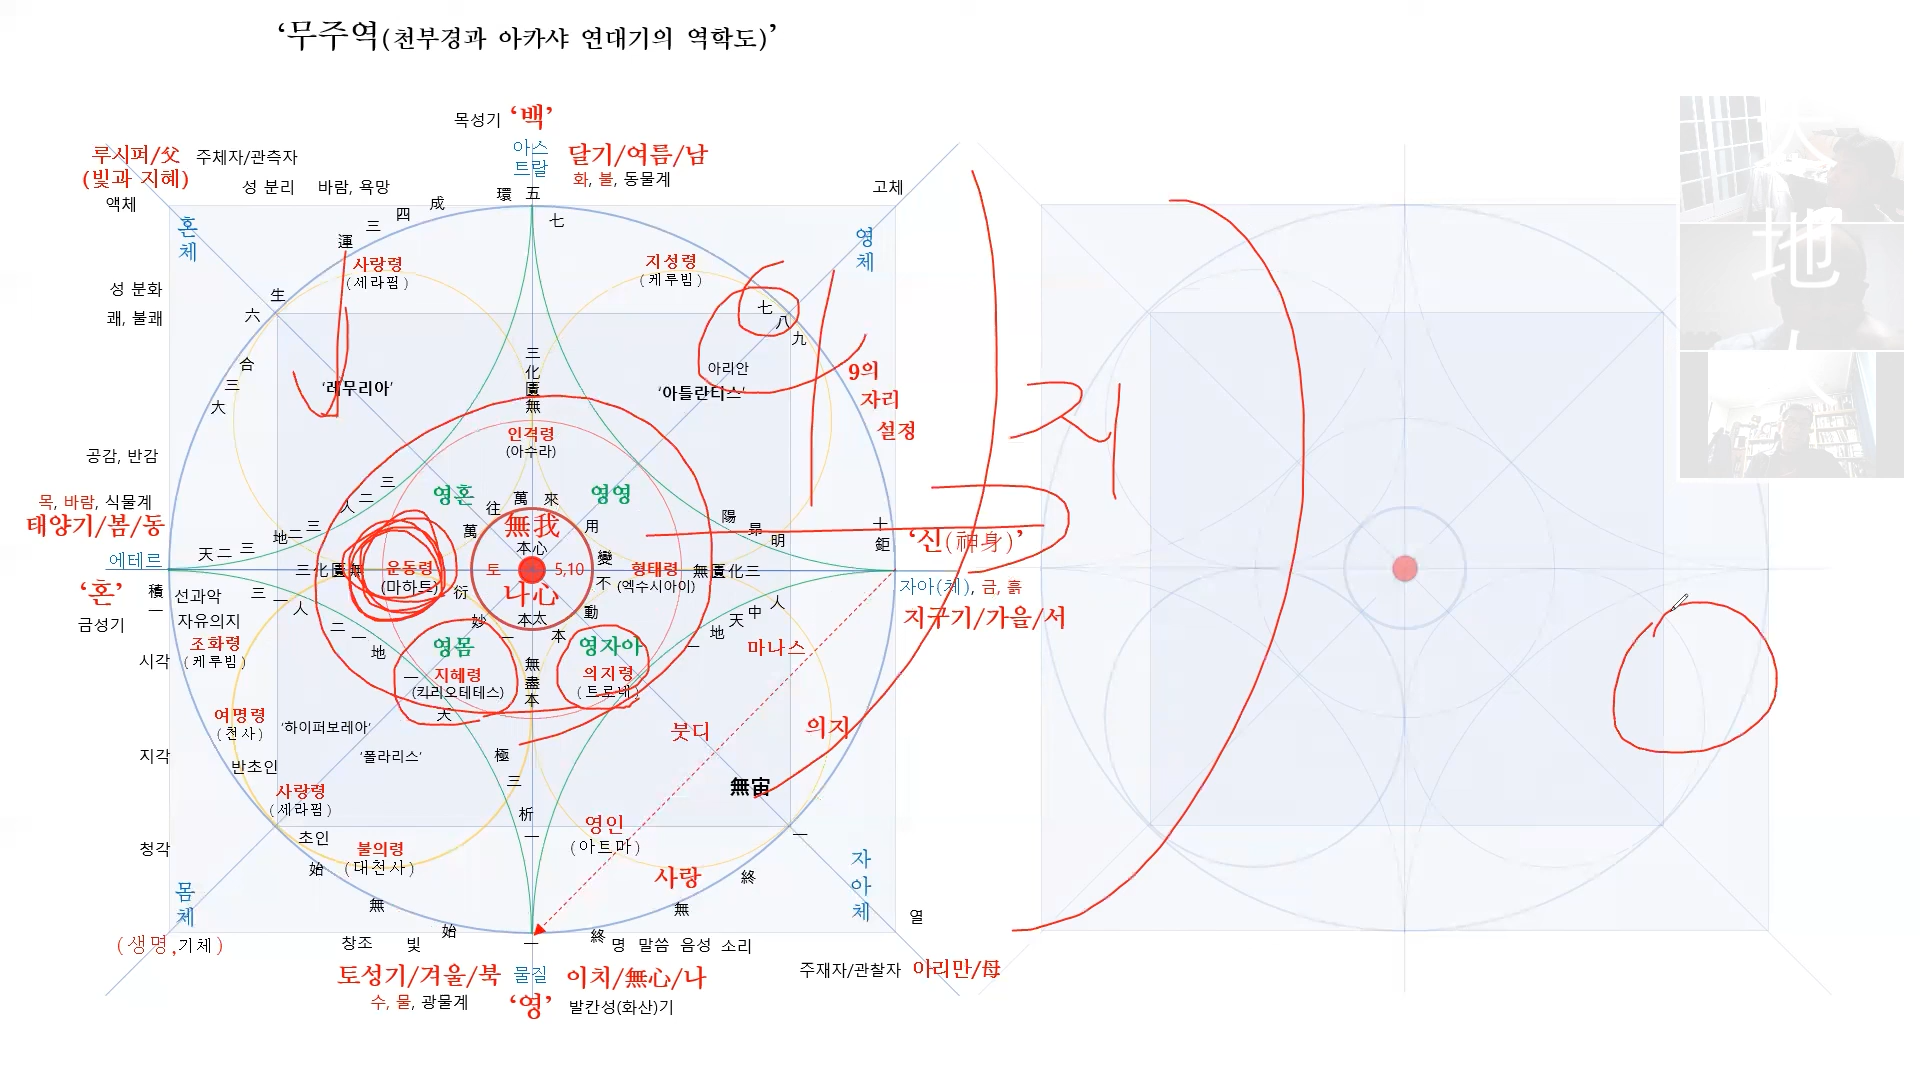 ‘무주역(천부경과 아카샤 연대기의 역학도)’
목성기 ‘백’
아스
트랄
달기/여름/남
화, 불, 동물계
루시퍼/父
(빛과 지혜)
주체자/관측자
성 분리 바람, 욕망
액체
고체
혼
체
영
체
環 五 七
成
四
三
運
生
六
合
三
大
사랑령
(세라핌)
지성령
(케루빔)
성 분화
쾌, 불쾌
七
八
九
아리안
‘레무리아’
‘아틀란티스’
9의
자리
설정
三
化
匱
無
인격령
(아수라)
공감, 반감
목, 바람, 식물계
태양기/봄/동
에테르
‘혼’
금성기
영혼
영영
往 萬 來
萬
無我
用
本心
變
三
二
人
三
二
地
三
二
天
陽
昴
明
十
鉅
‘신(神身)’
三化匱無
운동령
(마하트)
토
5,10
형태령
(엑수시아이)
無匱化三
자아(체), 금, 흙
지구기/가을/서
나心
本太
不
動
本
衍
妙
一
積
一
선과악
자유의지
조화령
(케루빔)
三
一
人
二
一
地
一
天
人
中
天
地
一
영몸
지혜령
(킈리오테테스)
영자아
의지령
(트로네)
無
盡
本
마나스
붓디
의지
시각
여명령
(천사)
‘하이퍼보레아’
‘폴라리스’
지각
반초인
極
三
析
一
無宙
사랑령
(세라핌)
초인
불의령
(대천사)
영인
(아트마)
청각
始
無
始
一
終
無
終
一
사랑
몸
체
자
아
체
열
(생명,기체)
창조 빛
명 말씀 음성 소리
토성기/겨울/북
물질
이치/無心/나
수, 물, 광물계
‘영’
발칸성(화산)기
주재자/관찰자 아리만/母
地